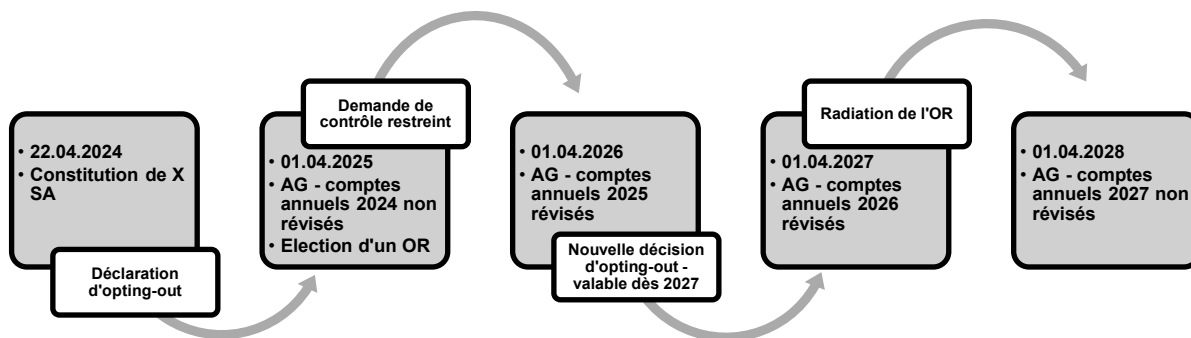 • 22.04.2024
• Constitution de X
SA
Déclaration
d'opting-out
Demande de
contrôle restreint
• 01.04.2025
• AG - comptes
annuels 2024 non
révisés
• Election d'un OR
• 01.04.2026
• AG - comptes
annuels 2025
révisés
Nouvelle décision
d'opting-out -
valable dès 2027
Radiation de l'OR
• 01.04.2027
• AG - comptes
annuels 2026
révisés
• 01.04.2028
• AG - comptes
annuels 2027 non
révisés